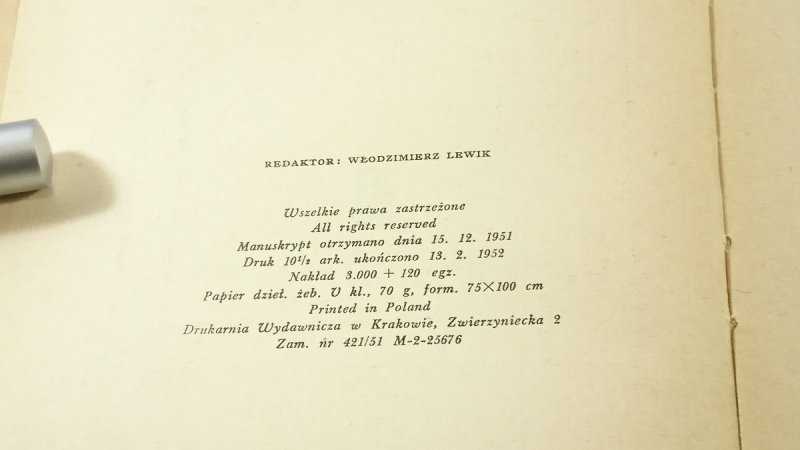 REDAKTOR: WŁODZIMIERZ LEWIK
Wszelkie prawa zastrzeżone
All rights reserved
Manuskrypt otrzymano dnia 15. 12. 1951
Druk 10½ ark. ukończono 13. 2. 1952
Nakład 3.000 + 120 egz.
Papier dzieł. żeb. V kl., 70 g, form. 75×100 cm
Printed in Poland
Drukarnia Wydawnicza w Krakowie, Zwierzyniecka 2
Zam. nr 421/51 M-2-25676